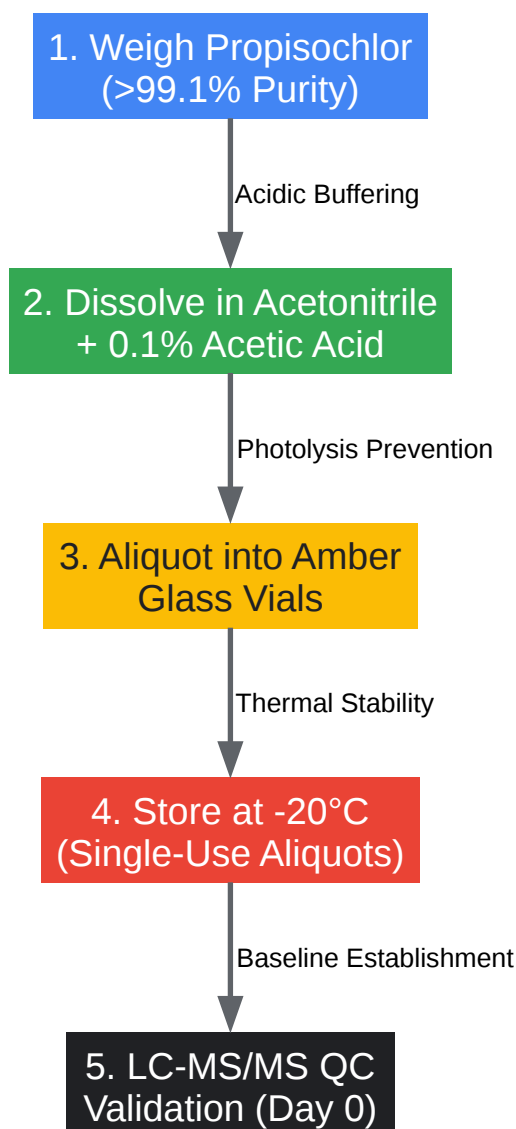 1. Weigh Propisochlor
(>99.1% Purity)
Acidic Buffering
2. Dissolve in Acetonitrile
+ 0.1% Acetic Acid
Photolysis Prevention
3. Aliquot into Amber
Glass Vials
Thermal Stability
4. Store at -20°C
(Single-Use Aliquots)
Baseline Establishment
5. LC-MS/MS QC
Validation (Day 0)